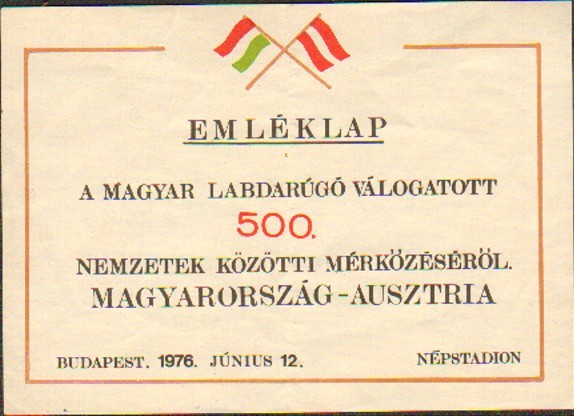 EMLÉKLAP
A MAGYAR LABDARÚGÓ VÁLOGATOTT
500.
NEMZETEK KÖZÖTTI MÉRKŐZÉSÉRŐL.
MAGYARORSZÁG-AUSZTRIA
BUDAPEST. 1976. JÚNIUS 12. NÉPSTADION